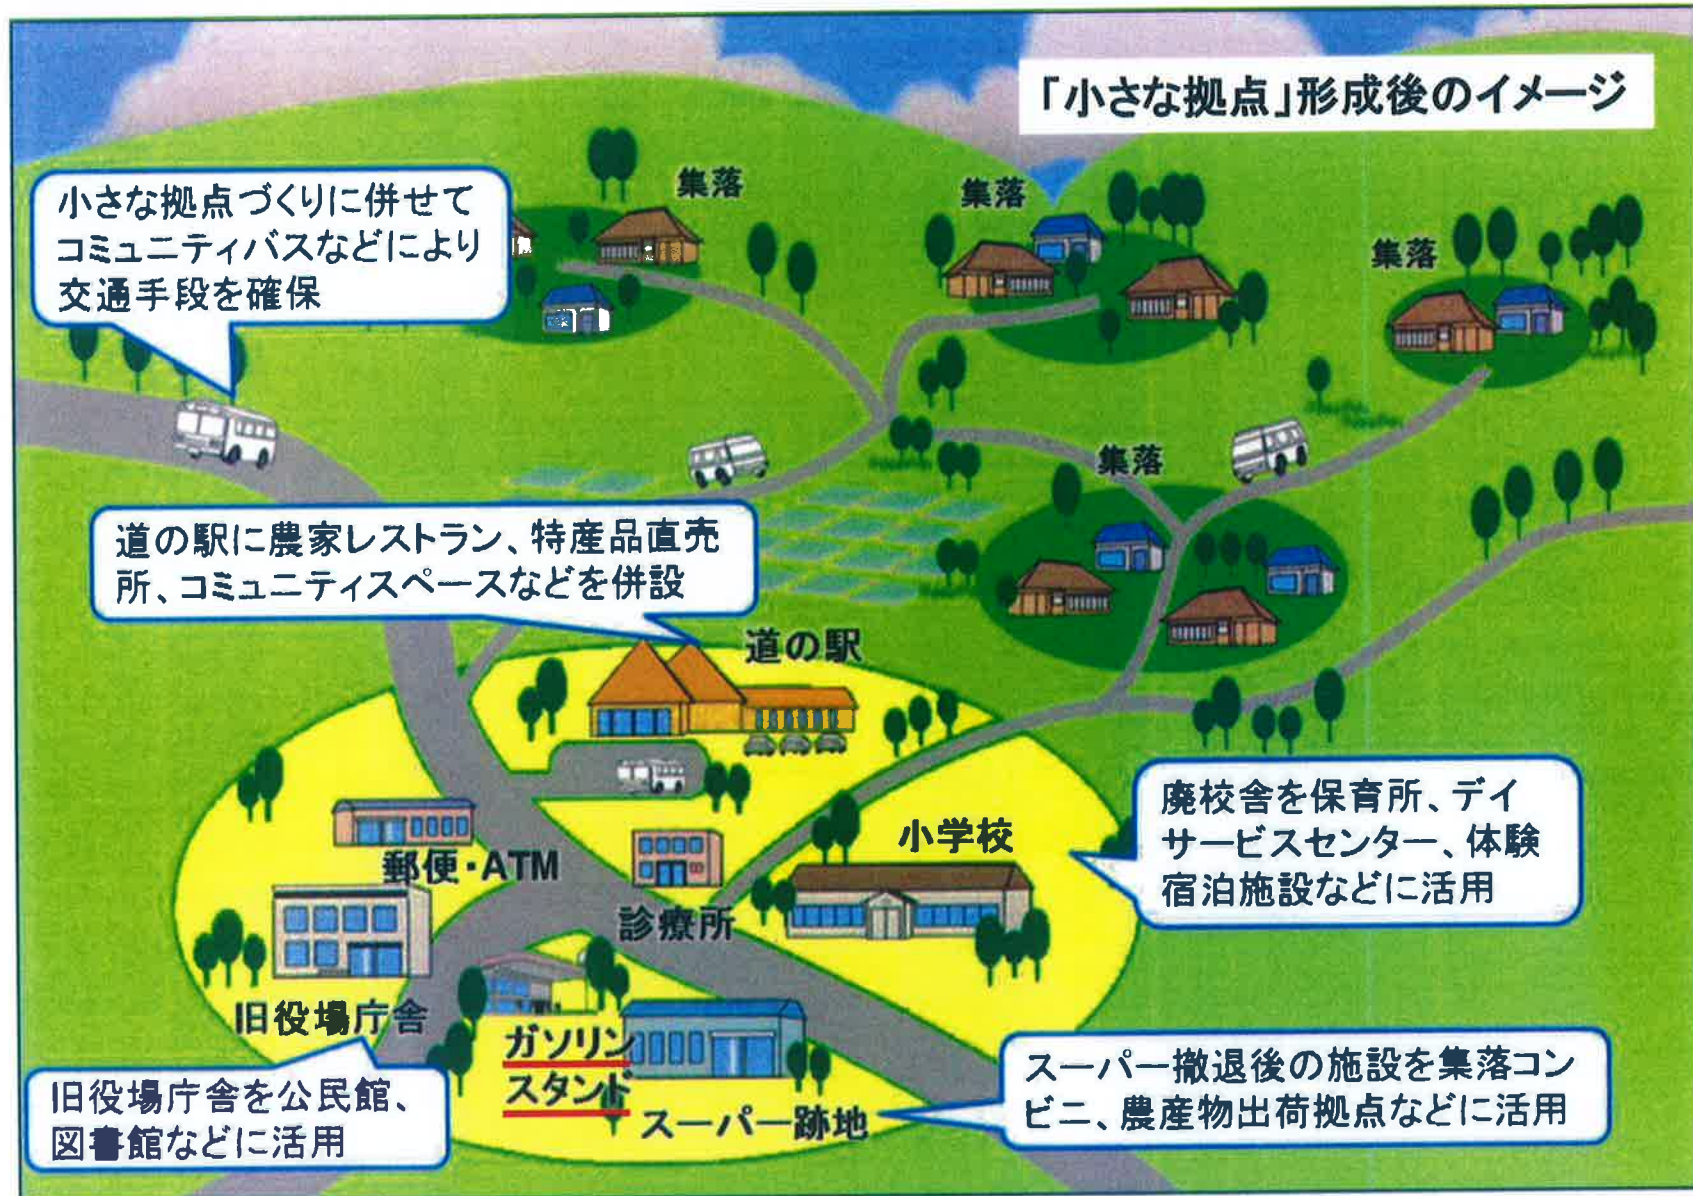 「小さな拠点」形成後のイメージ
小さな拠点づくりに併せて
コミュニティバスなどにより
交通手段を確保
集落
集落
集落
集落
道の駅に農家レストラン、特産品直売
所、コミュニティスペースなどを併設
道の駅
廃校舎を保育所、デイ
サービスセンター、体験
宿泊施設などに活用
小学校
郵便・ATM
診療所
旧役場庁舎
ガソリン
スタンド
スーパー跡地
旧役場庁舎を公民館、
図書館などに活用
スーパー撤退後の施設を集落コン
ビニ、農産物出荷拠点などに活用